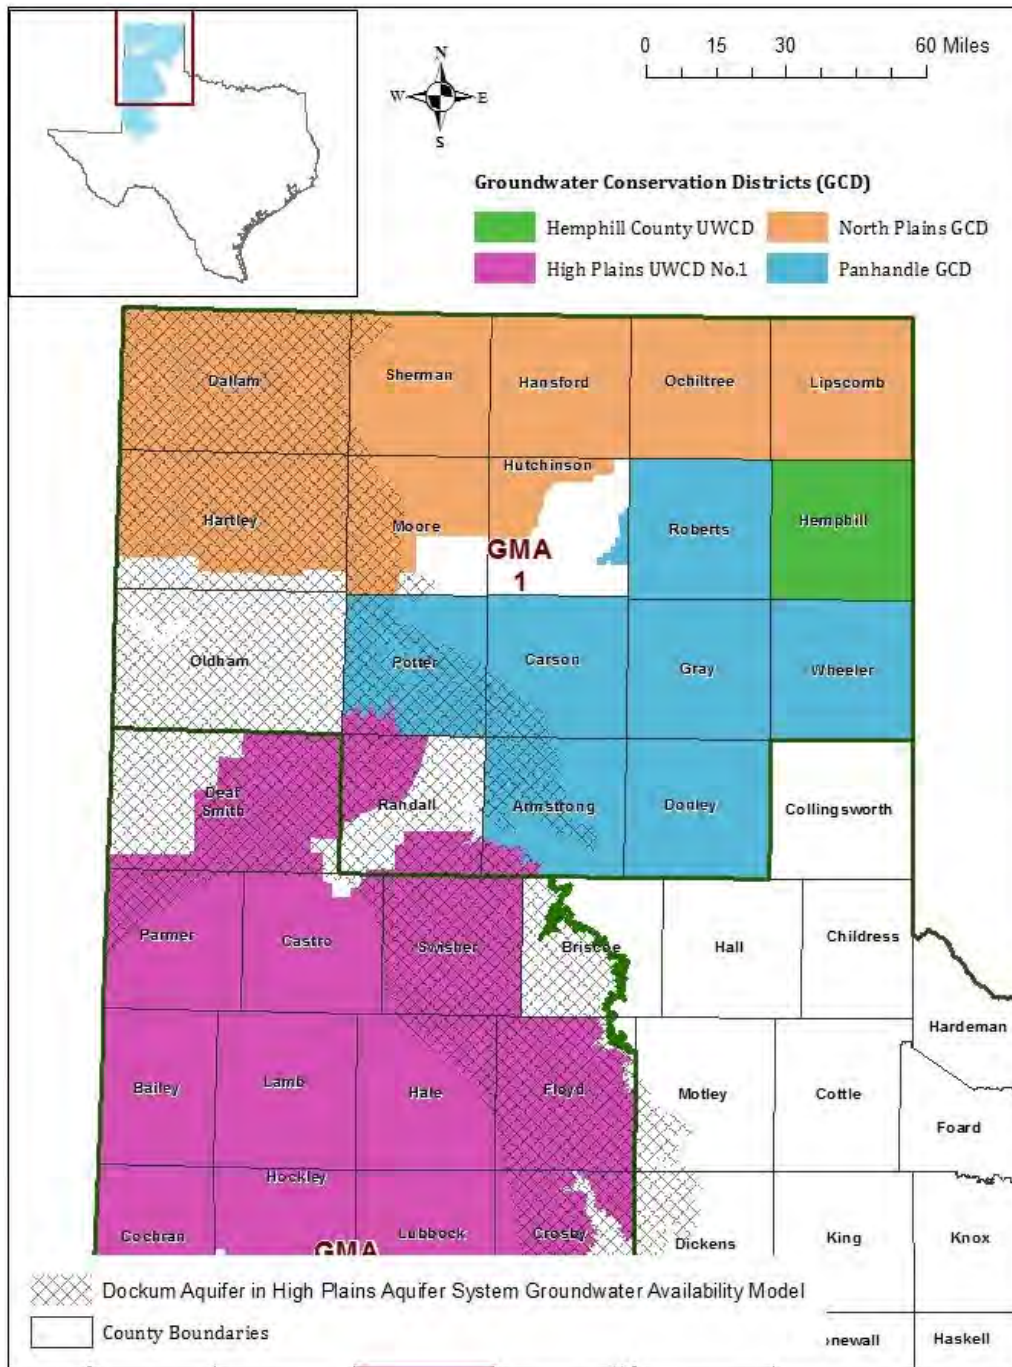 0 15 30 60 Miles
N
W E
S
Groundwater Conservation Districts (GCD)
Hemphill County UWCD North Plains GCD
High Plains UWCD No.1 Panhandle GCD
Dallam Sherman Hansford Ochiltree Lipscomb
Hutchinson
Hartley Moore Roberts Hemphill
GMA
1
Oldham Potter Carson Gray Wheeler
Deaf
Smith Randall Armstrong Donley Collingsworth
Parmer Castro Swisher Briscoe Hall Childress
Hardeman
Bailey Lamb Hale Floyd Motley Cottle
Foard
Hockley
Cochran Lubbock Crosby Dickens King Knox
GMA
Dockum Aquifer in High Plains Aquifer System Groundwater Availability Model
County Boundaries
newall Haskell